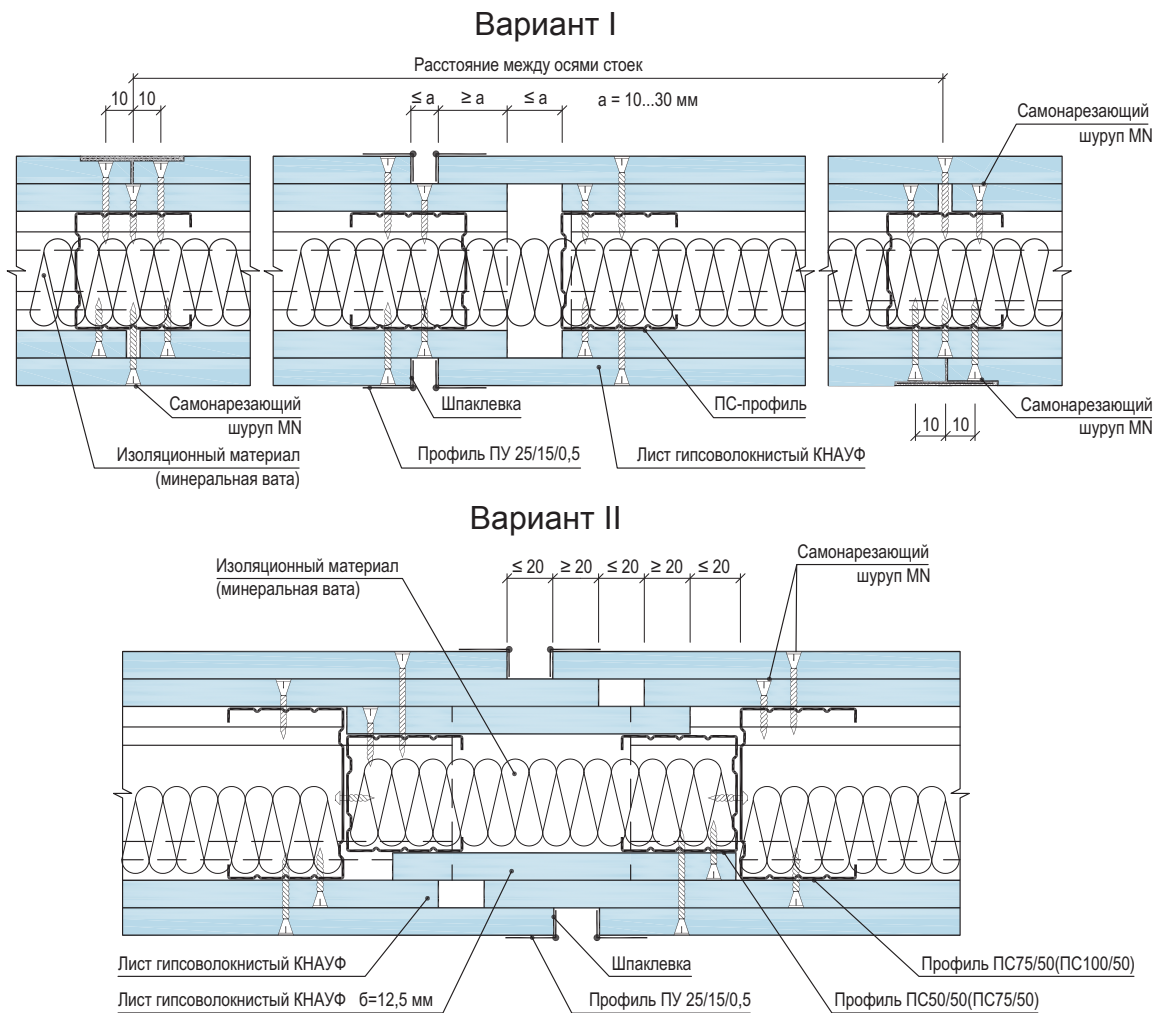 Вариант I
Расстояние между осями стоек
10 10
≤ а ≥ а ≤ а а = 10...30 мм
Самонарезающий
шуруп MN
Самонарезающий
шуруп MN
Изоляционный материал
(минеральная вата)
Шпаклевка
Профиль ПУ 25/15/0,5
ПС-профиль
Лист гипсоволокнистый КНАУФ
10 10
Самонарезающий
шуруп MN
Вариант II
Изоляционный материал
(минеральная вата)
≤ 20 ≥ 20 ≤ 20 ≥ 20 ≤ 20
Самонарезающий
шуруп MN
Лист гипсоволокнистый КНАУФ
Лист гипсоволокнистый КНАУФ б=12,5 мм
Шпаклевка
Профиль ПУ 25/15/0,5
Профиль ПС75/50(ПС100/50)
Профиль ПС50/50(ПС75/50)